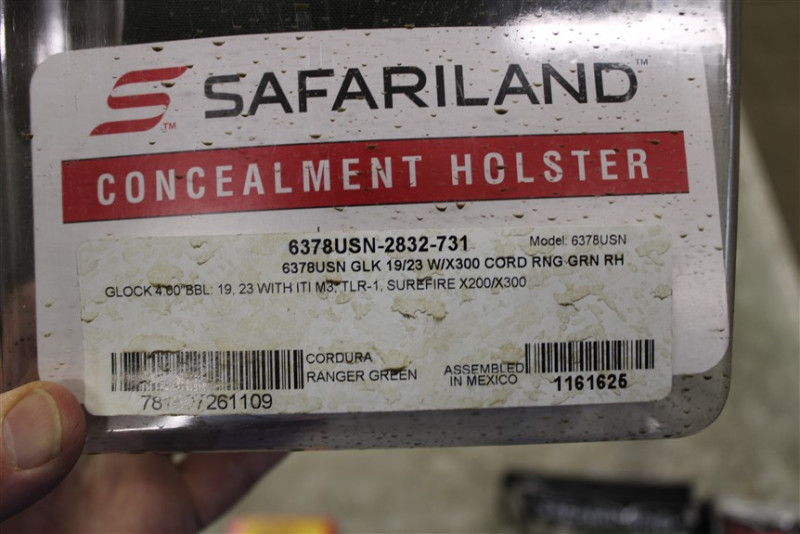 SAFARILAND™
CONCEALMENT HOLSTER
6378USN-2832-731
Model: 6378USN
6378USN GLK 19/23 W/X300 CORD RNG GRN RH
GLOCK 4.00" BBL: 19, 23 WITH ITI M3, TLR-1, SUREFIRE X200/X300
CORDURA
RANGER GREEN
ASSEMBLED
IN MEXICO
1161625